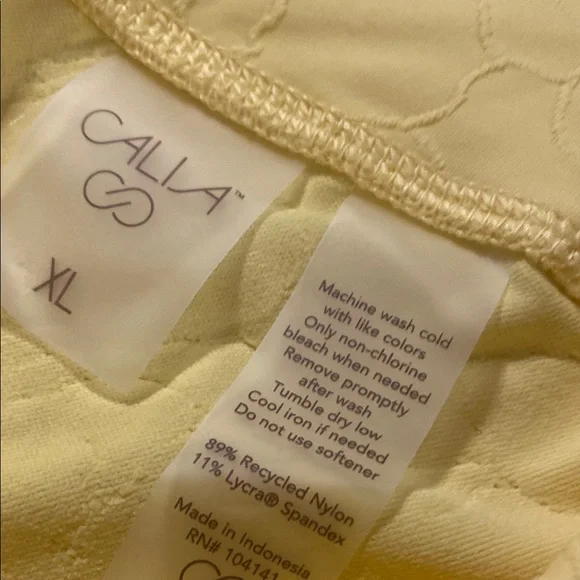 CALIA™
XL
Machine wash cold
with like colors
Only non-chlorine
bleach when needed
Remove promptly
after wash
Tumble dry low
Cool iron if needed
Do not use softener
89% Recycled Nylon
11% Lycra® Spandex
Made in Indonesia
RN# 104141